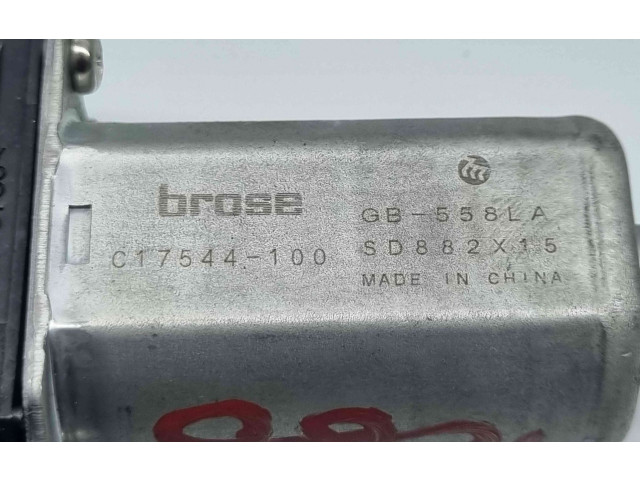 brose
C17544-100
GB-558LA
SD882X15
MADE IN CHINA